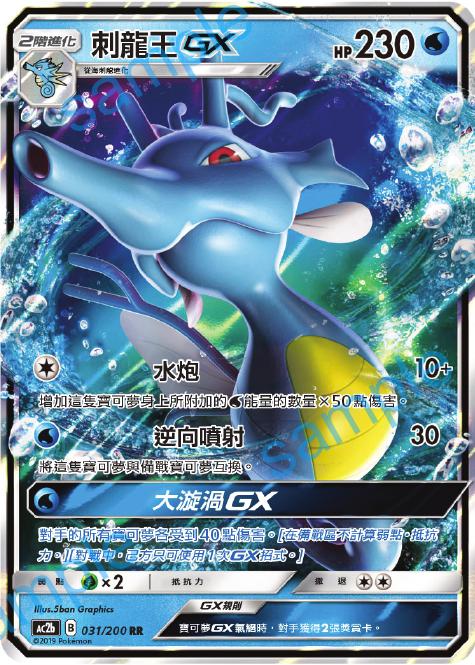 2階進化
刺龍王GX
HP230
從海刺龍進化
水炮 10+
增加這隻寶可夢身上所附加的能量的數量×50點傷害。
逆向噴射 30
將這隻寶可夢與備戰寶可夢互換。
大漩渦GX
對手的所有寶可夢各受到40點傷害。[在備戰區不計算弱點・抵抗
力。][對戰中,己方只可使用1次GX招式。]
弱點 ×2 抵抗力 撤退
Illus.5ban Graphics
GX規則
AC2b B 031/200 RR
寶可夢GX氣絕時,對手獲得2張獎賞卡。
©2019 Pokémon
sample
sample
sample